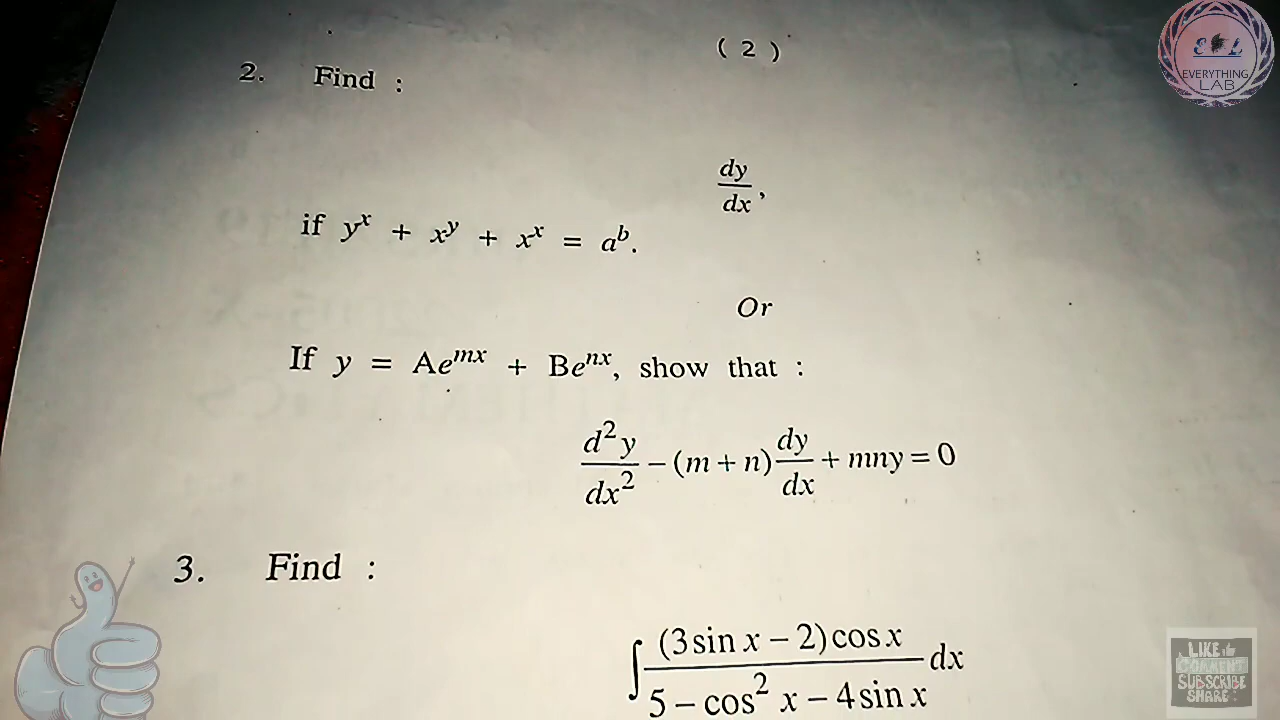 ( 2 )
E L
EVERYTHING
LAB
2. Find :
dy/dx,
if y^x + x^y + x^x = a^b.
Or
If y = Ae^{mx} + Be^{nx}, show that :
d²y/dx² – (m + n) dy/dx + mny = 0
3. Find :
∫ (3 sin x – 2) cos x / (5 – cos² x – 4 sin x) dx
LIKE
COMMENT
SUBSCRIBE
SHARE